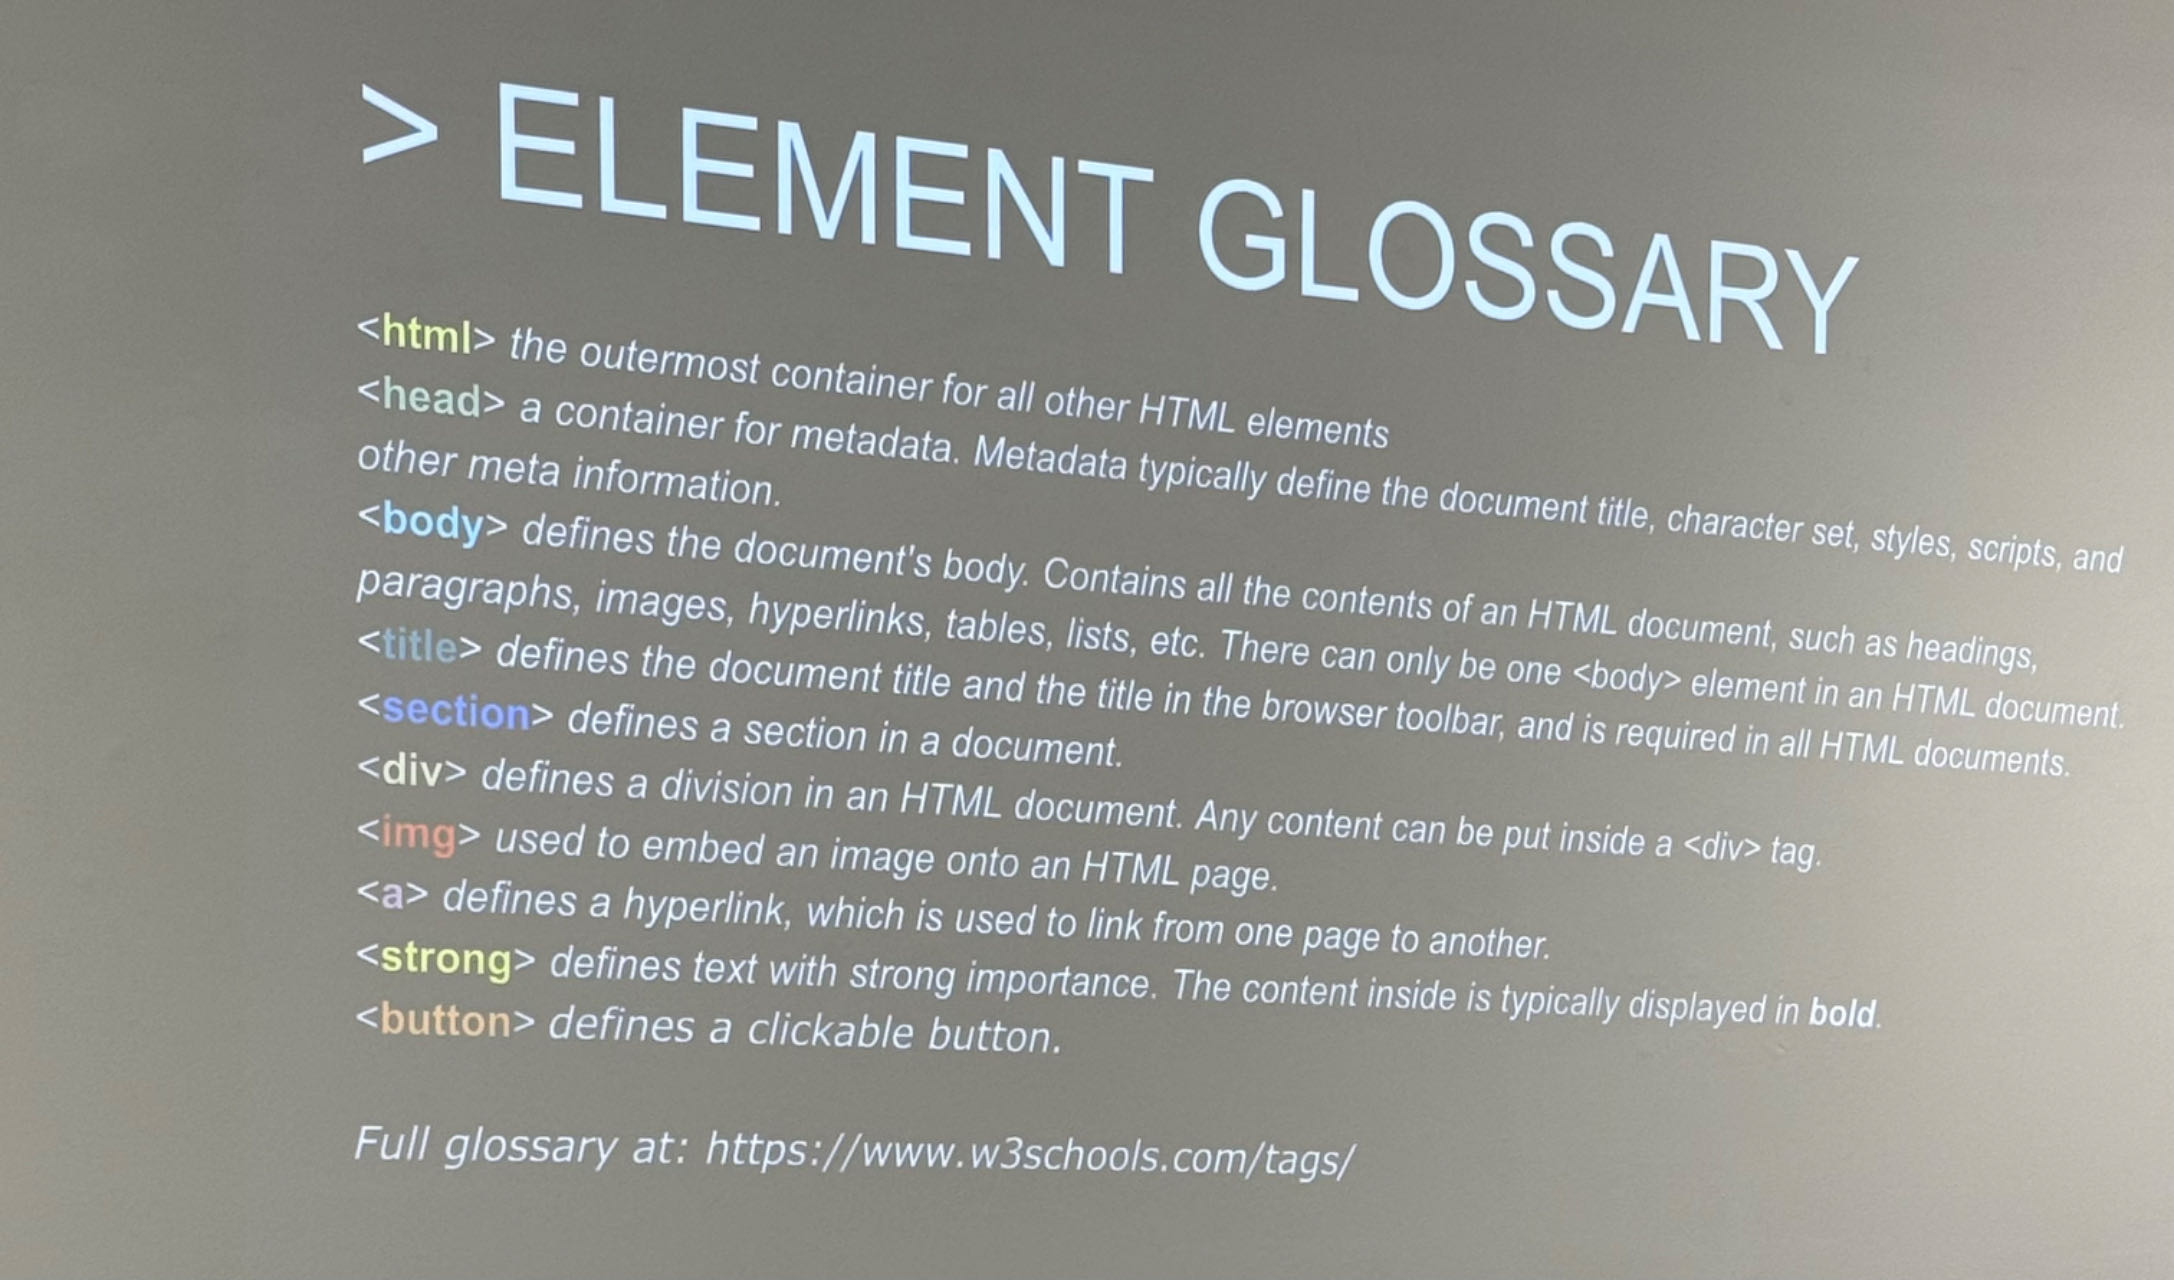 > ELEMENT GLOSSARY
<html> the outermost container for all other HTML elements
<head> a container for metadata. Metadata typically define the document title, character set, styles, scripts, and
other meta information.
<body> defines the document's body. Contains all the contents of an HTML document, such as headings,
paragraphs, images, hyperlinks, tables, lists, etc. There can only be one <body> element in an HTML document.
<title> defines the document title and the title in the browser toolbar, and is required in all HTML documents.
<section> defines a section in a document.
<div> defines a division in an HTML document. Any content can be put inside a <div> tag.
<img> used to embed an image onto an HTML page.
<a> defines a hyperlink, which is used to link from one page to another.
<strong> defines text with strong importance. The content inside is typically displayed in bold.
<button> defines a clickable button.
Full glossary at: https://www.w3schools.com/tags/